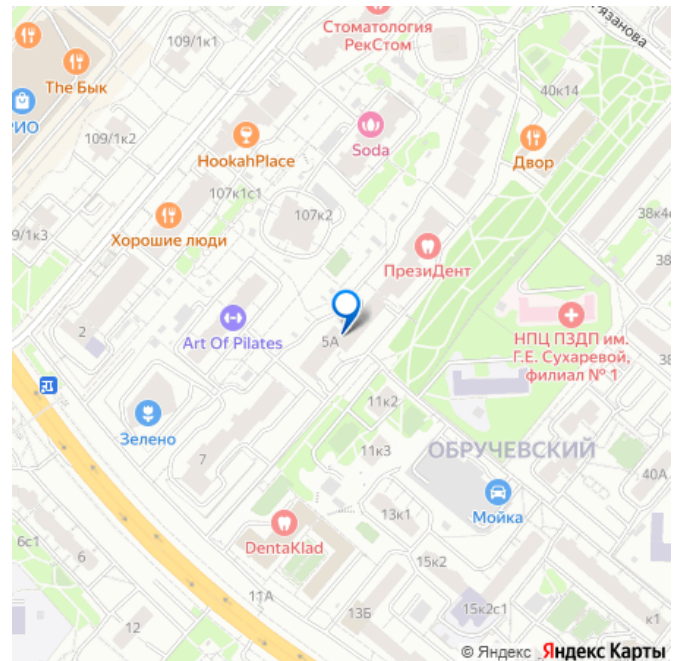 109/1к1
Стоматология
РекСтом
язанова
The Бык
40к14
РИО
109/1к2
Soda
HookahPlace
Двор
107к1с1
107к2
38к4
9/1к3
Хорошие люди
38
ПрезиДент
2
Art Of Pilates
5А
НПЦ ПЗДП им.
Г.Е. Сухаревой,
филиал № 1
38
Зелено
11к2
7
11к3
ОБРУЧЕВСКИЙ
40А
Мойка
13к1
DentaKlad
6с1
6
15к2
11А
13Б
15к2с1
12
к1
© Яндекс Яндекс Карты